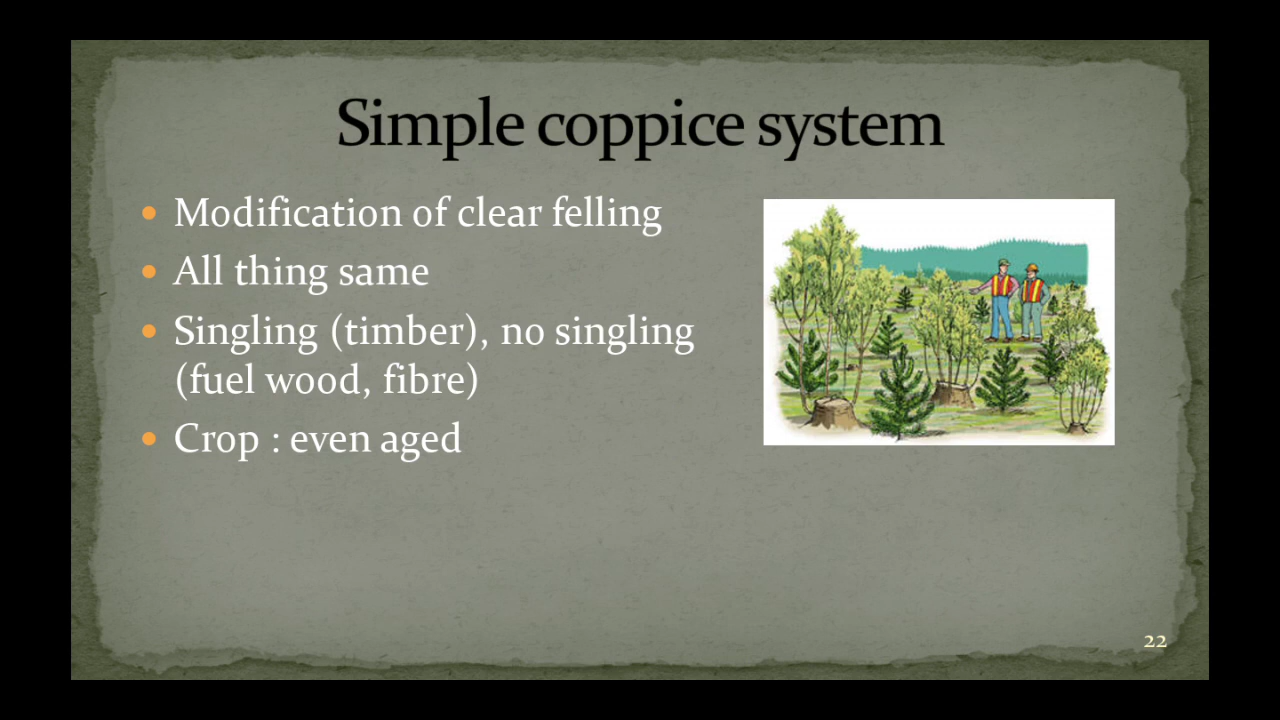 Simple coppice system
• Modification of clear felling
• All thing same
• Singling (timber), no singling
(fuel wood, fibre)
• Crop : even aged
22